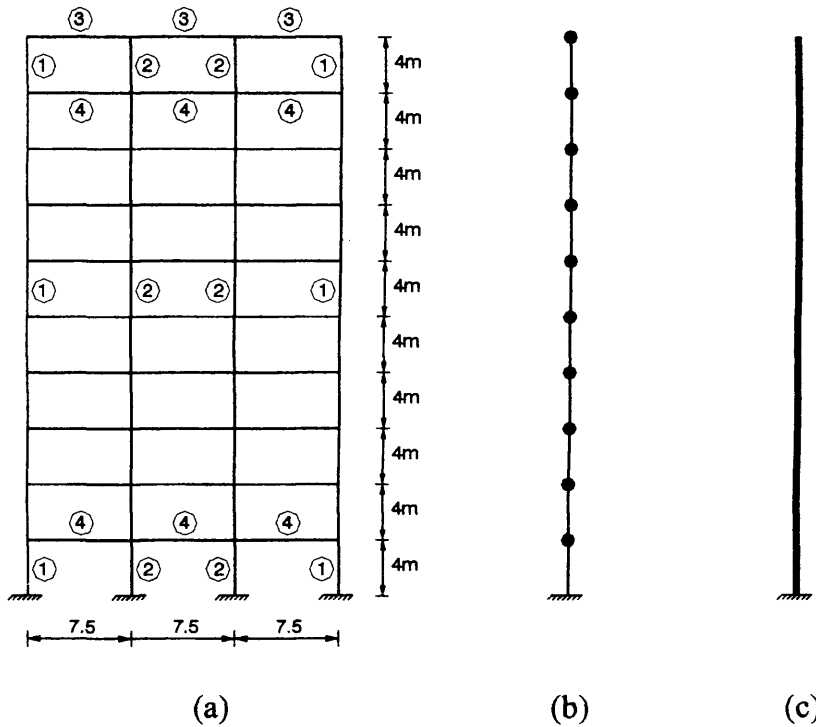 ③ ③ ③
① ② ② ①
4m
④ ④ ④
4m
4m
4m
① ② ② ①
4m
4m
4m
4m
④ ④ ④
4m
① ② ② ①
4m
7.5 7.5 7.5
(a) (b) (c)